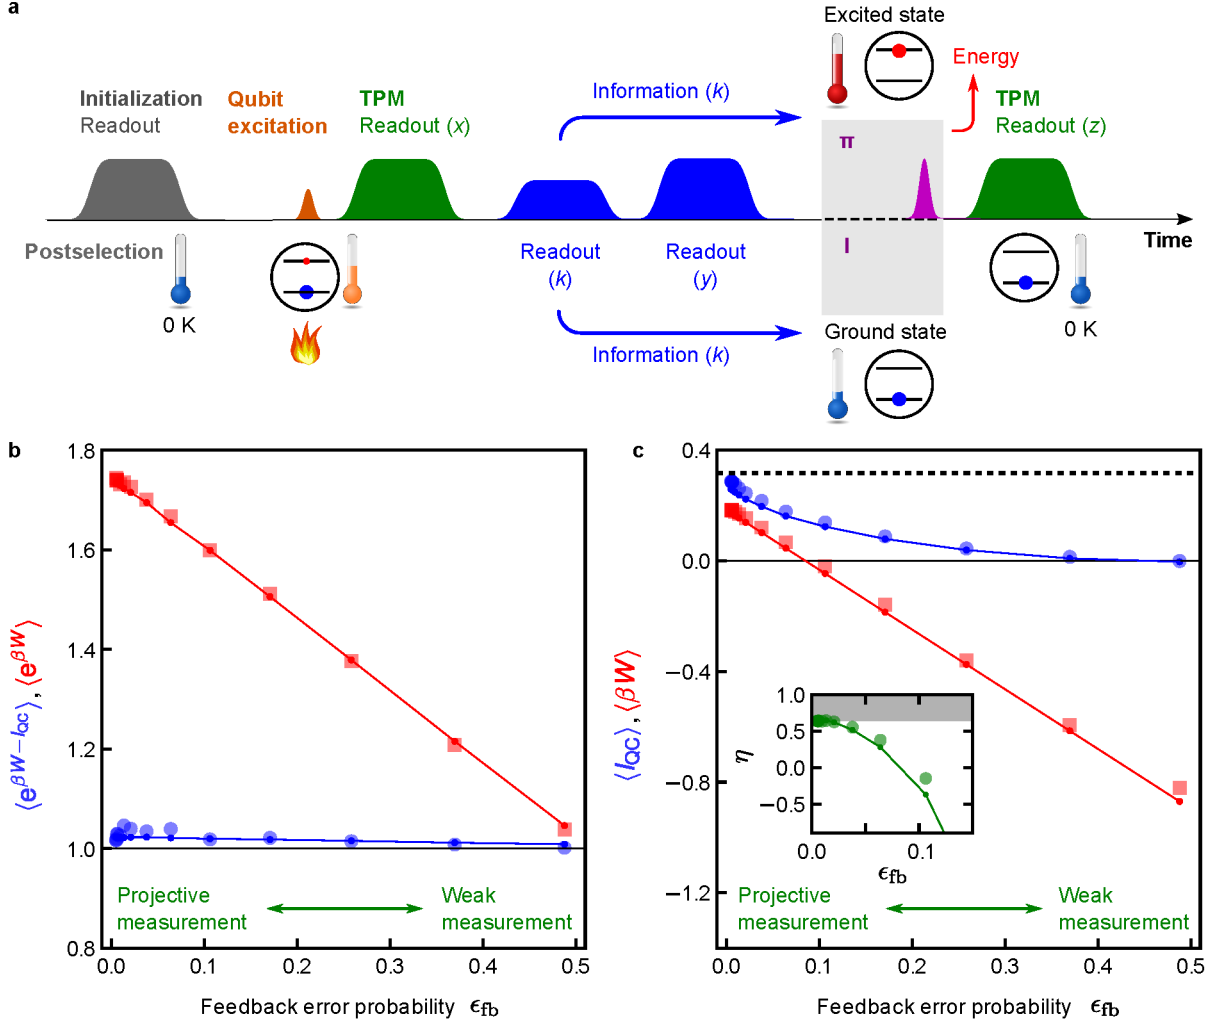 a
Excited state
Energy
Information (k)
Initialization
Readout
Qubit
excitation
TPM
Readout (x)
TPM
Readout (z)
π
I
Time
Postselection
0 K
Readout
(k)
Readout
(y)
0 K
Ground state
Information (k)
b
1.8
1.6
1.4
1.2
1.0
0.8
⟨e^{βW−I_QC}⟩, ⟨e^{βW}⟩
Projective
measurement
Weak
measurement
0.0
0.1
0.2
0.3
0.4
0.5
Feedback error probability ϵ_fb
c
0.4
0.0
−0.4
−0.8
−1.2
⟨I_QC⟩, ⟨βW⟩
1.0
0.5
0.0
−0.5
η
0.0
0.1
ϵ_fb
Projective
measurement
Weak
measurement
0.0
0.1
0.2
0.3
0.4
0.5
Feedback error probability ϵ_fb